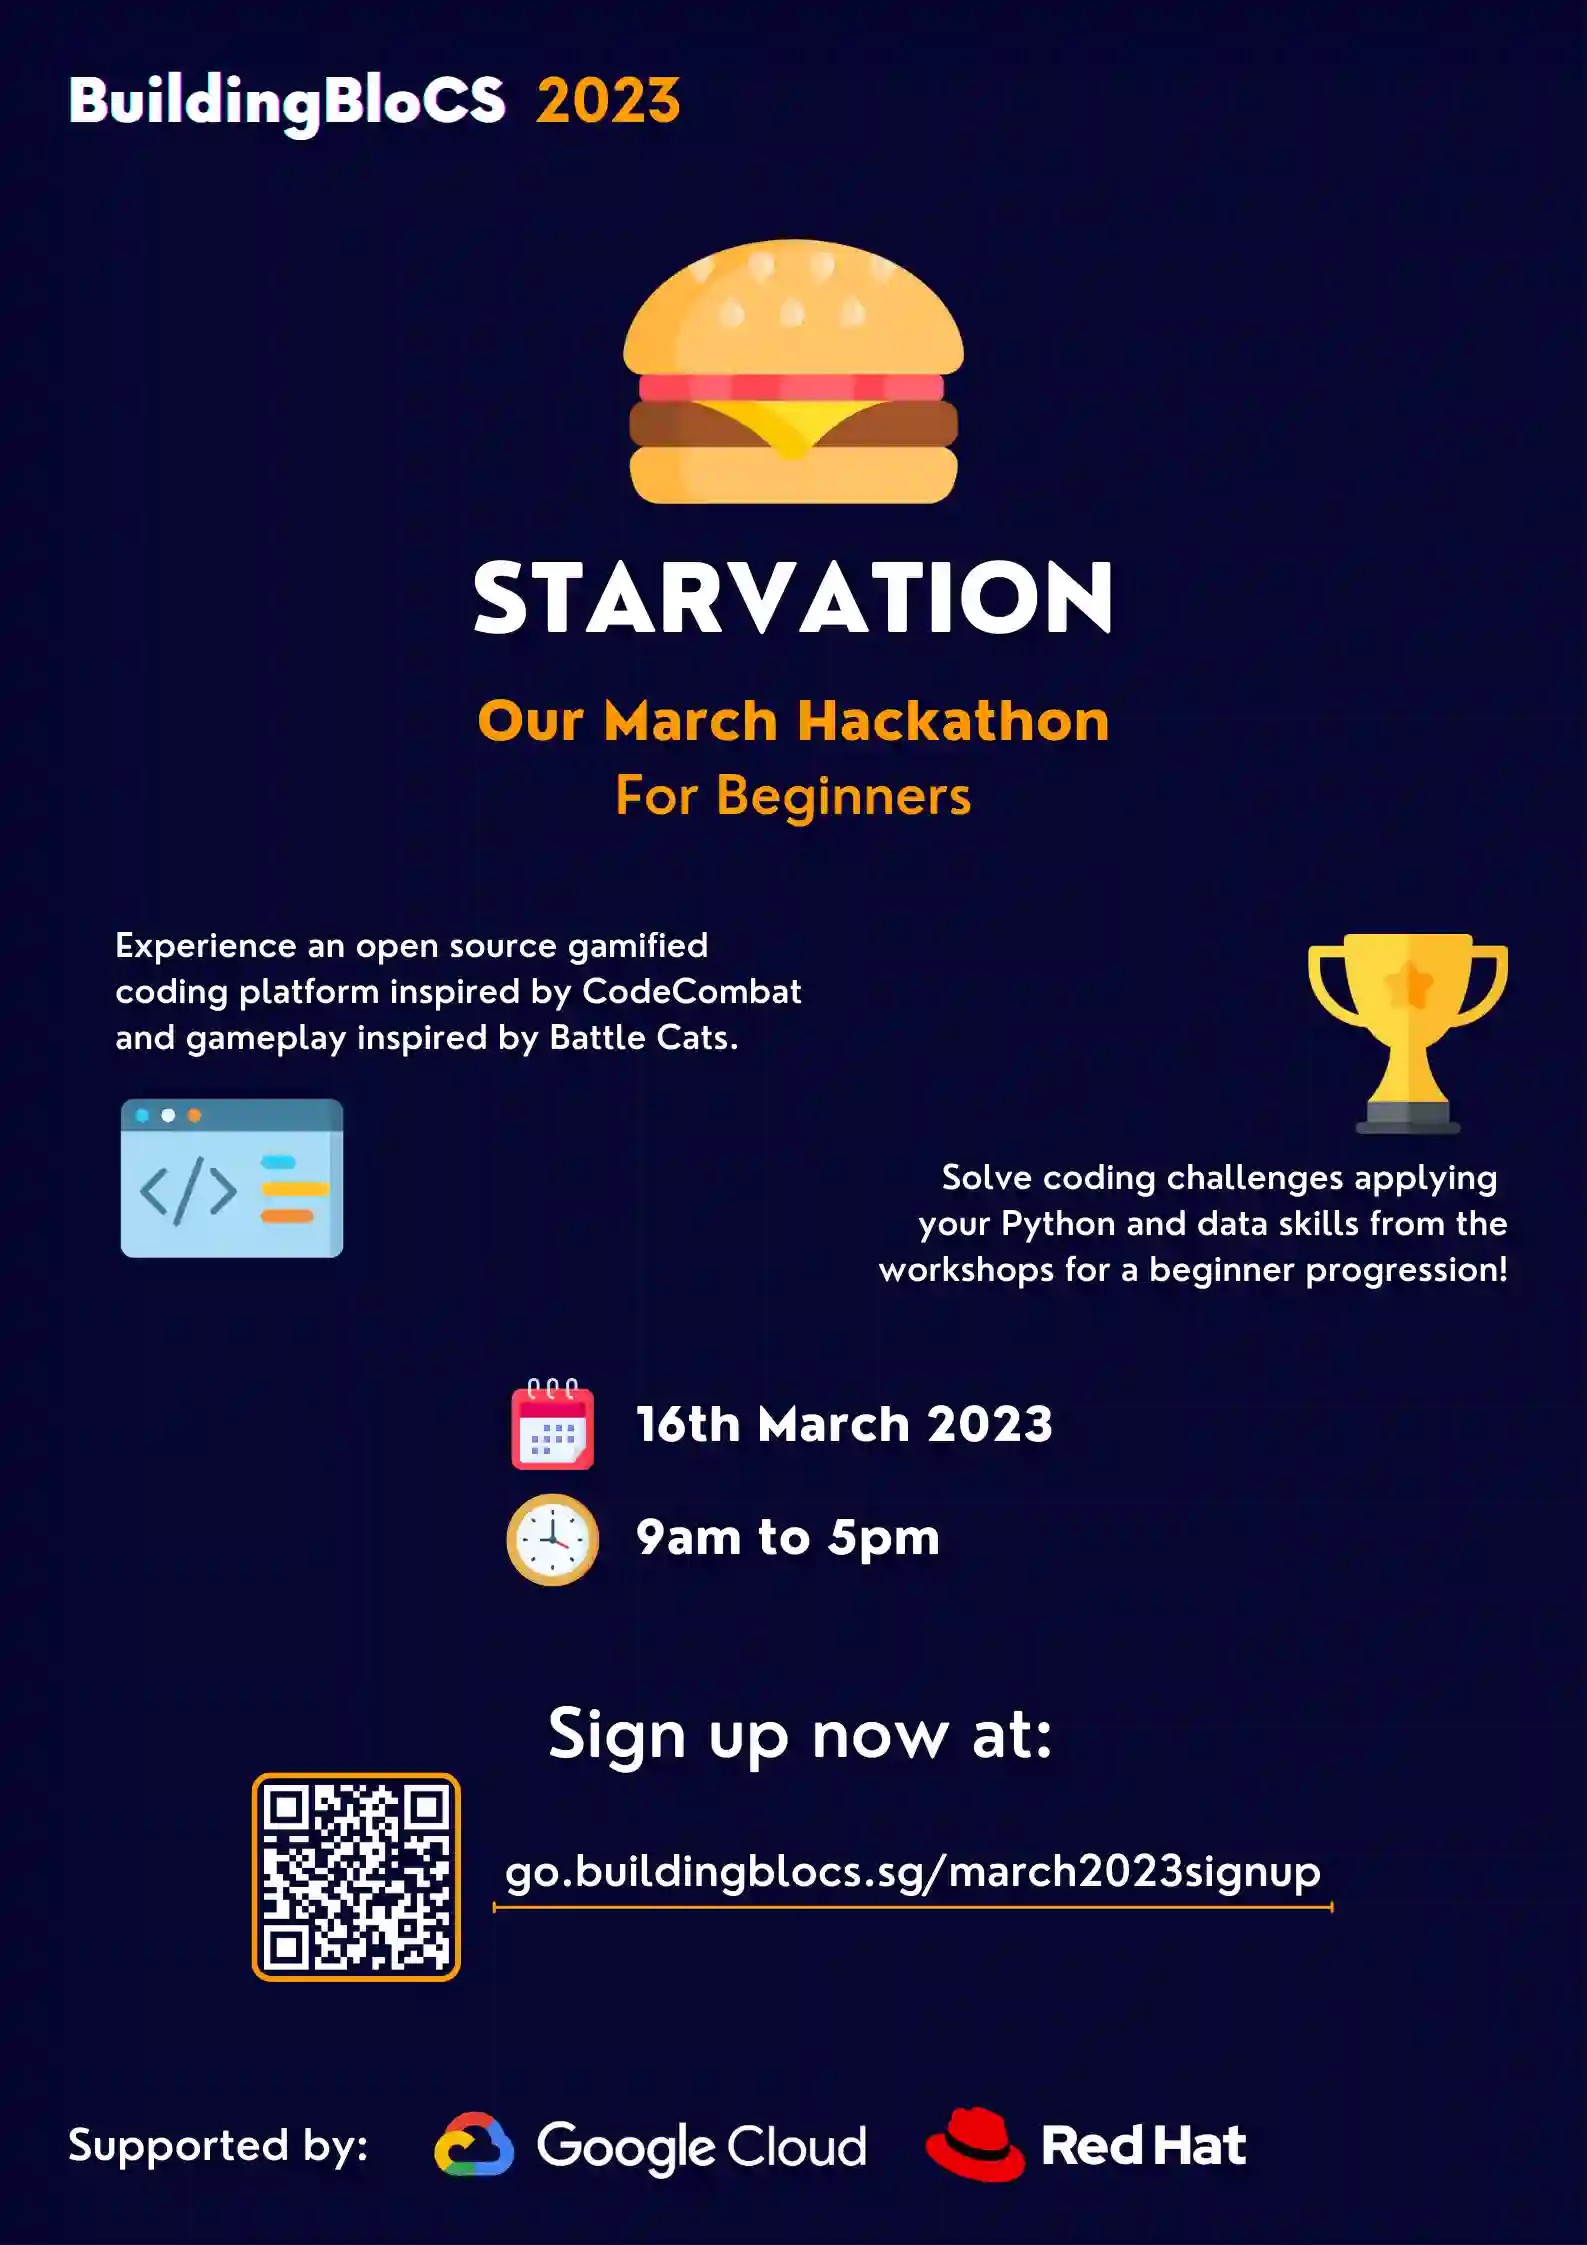 BuildingBloCS 2023
STARVATION
Our March Hackathon
For Beginners
Experience an open source gamified
coding platform inspired by CodeCombat
and gameplay inspired by Battle Cats.
</>
Solve coding challenges applying
your Python and data skills from the
workshops for a beginner progression!
16th March 2023
9am to 5pm
Sign up now at:
go.buildingblocs.sg/march2023signup
Supported by: Google Cloud Red Hat